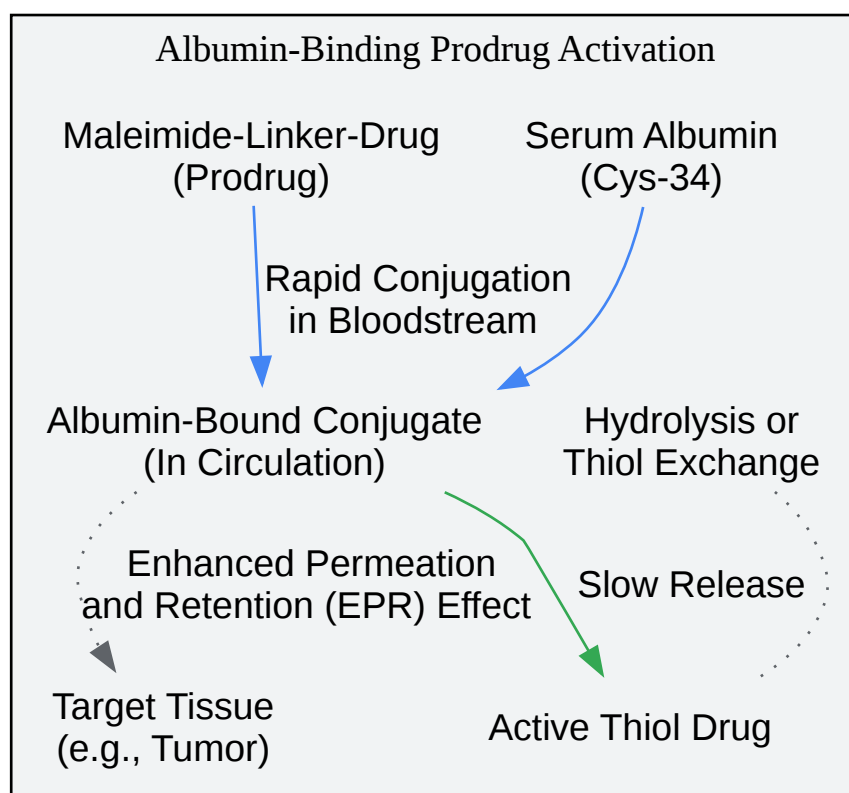 Albumin-Binding Prodrug Activation
Maleimide-Linker-Drug
(Prodrug)
Serum Albumin
(Cys-34)
Rapid Conjugation
in Bloodstream
Albumin-Bound Conjugate
(In Circulation)
Hydrolysis or
Thiol Exchange
Enhanced Permeation
and Retention (EPR) Effect
Slow Release
Target Tissue
(e.g., Tumor)
Active Thiol Drug